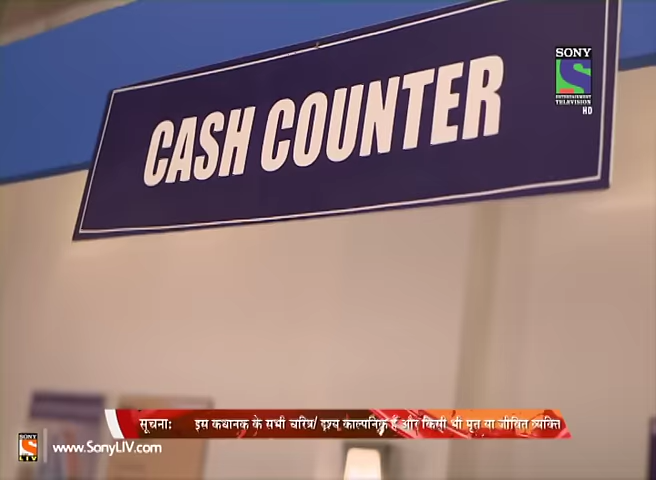 SONY
ENTERTAINMENT
TELEVISION
HD
CASH COUNTER
सूचना: इस कथानक के सभी चरित्र/ दृश्य काल्पनिक हैं और किसी भी मृत या जीवित व्यक्ति
SONY
LIV
www.SonyLIV.com